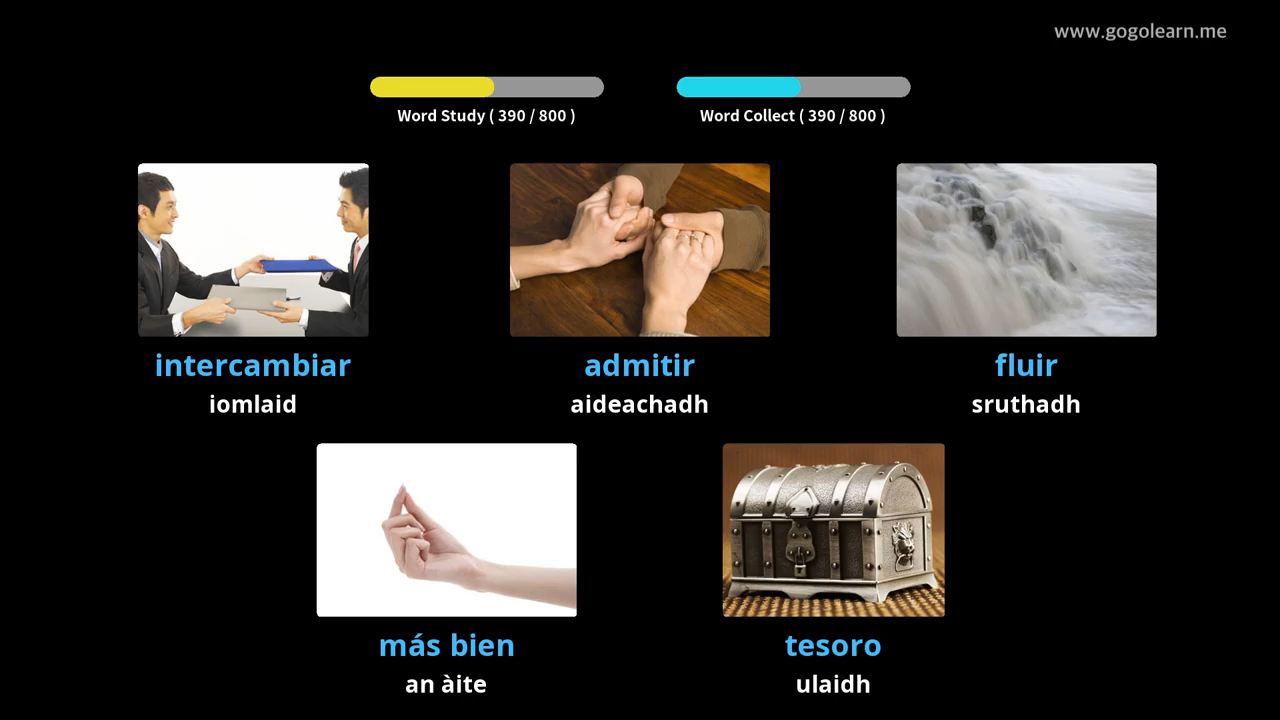 www.gogolearn.me
Word Study ( 390 / 800 )
Word Collect ( 390 / 800 )
intercambiar
iomlaid
admitir
aideachadh
fluir
sruthadh
más bien
an àite
tesoro
ulaidh